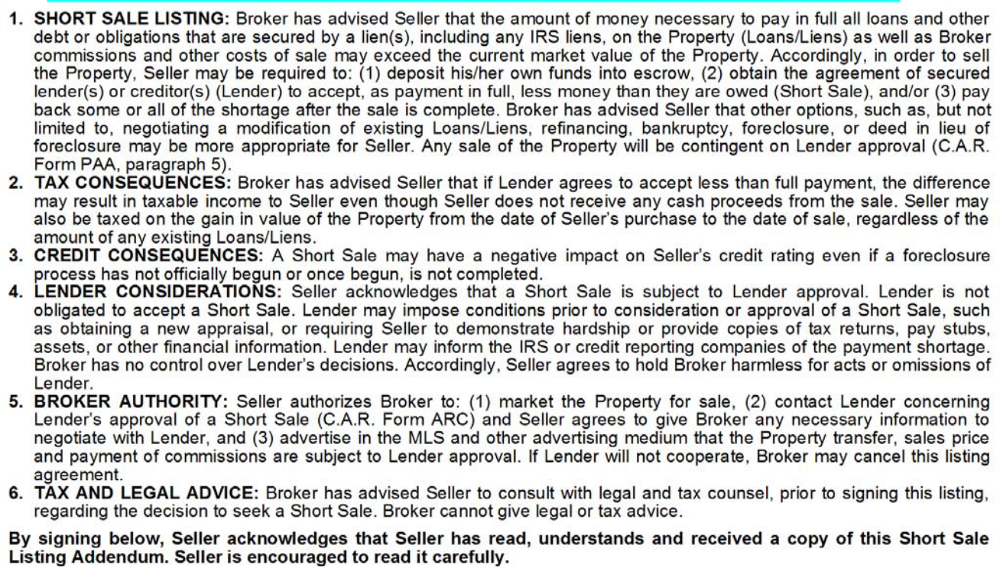 1. SHORT SALE LISTING: Broker has advised Seller that the amount of money necessary to pay in full all loans and other
debt or obligations that are secured by a lien(s), including any IRS liens, on the Property (Loans/Liens) as well as Broker
commissions and other costs of sale may exceed the current market value of the Property. Accordingly, in order to sell
the Property, Seller may be required to: (1) deposit his/her own funds into escrow, (2) obtain the agreement of secured
lender(s) or creditor(s) (Lender) to accept, as payment in full, less money than they are owed (Short Sale), and/or (3) pay
back some or all of the shortage after the sale is complete. Broker has advised Seller that other options, such as, but not
limited to, negotiating a modification of existing Loans/Liens, refinancing, bankruptcy, foreclosure, or deed in lieu of
foreclosure may be more appropriate for Seller. Any sale of the Property will be contingent on Lender approval (C.A.R.
Form PAA, paragraph 5).
2. TAX CONSEQUENCES: Broker has advised Seller that if Lender agrees to accept less than full payment, the difference
may result in taxable income to Seller even though Seller does not receive any cash proceeds from the sale. Seller may
also be taxed on the gain in value of the Property from the date of Seller's purchase to the date of sale, regardless of the
amount of any existing Loans/Liens.
3. CREDIT CONSEQUENCES: A Short Sale may have a negative impact on Seller's credit rating even if a foreclosure
process has not officially begun or once begun, is not completed.
4. LENDER CONSIDERATIONS: Seller acknowledges that a Short Sale is subject to Lender approval. Lender is not
obligated to accept a Short Sale. Lender may impose conditions prior to consideration or approval of a Short Sale, such
as obtaining a new appraisal, or requiring Seller to demonstrate hardship or provide copies of tax returns, pay stubs,
assets, or other financial information. Lender may inform the IRS or credit reporting companies of the payment shortage.
Broker has no control over Lender's decisions. Accordingly, Seller agrees to hold Broker harmless for acts or omissions of
Lender.
5. BROKER AUTHORITY: Seller authorizes Broker to: (1) market the Property for sale, (2) contact Lender concerning
Lender's approval of a Short Sale (C.A.R. Form ARC) and Seller agrees to give Broker any necessary information to
negotiate with Lender, and (3) advertise in the MLS and other advertising medium that the Property transfer, sales price
and payment of commissions are subject to Lender approval. If Lender will not cooperate, Broker may cancel this listing
agreement.
6. TAX AND LEGAL ADVICE: Broker has advised Seller to consult with legal and tax counsel, prior to signing this listing,
regarding the decision to seek a Short Sale. Broker cannot give legal or tax advice.
By signing below, Seller acknowledges that Seller has read, understands and received a copy of this Short Sale
Listing Addendum. Seller is encouraged to read it carefully.